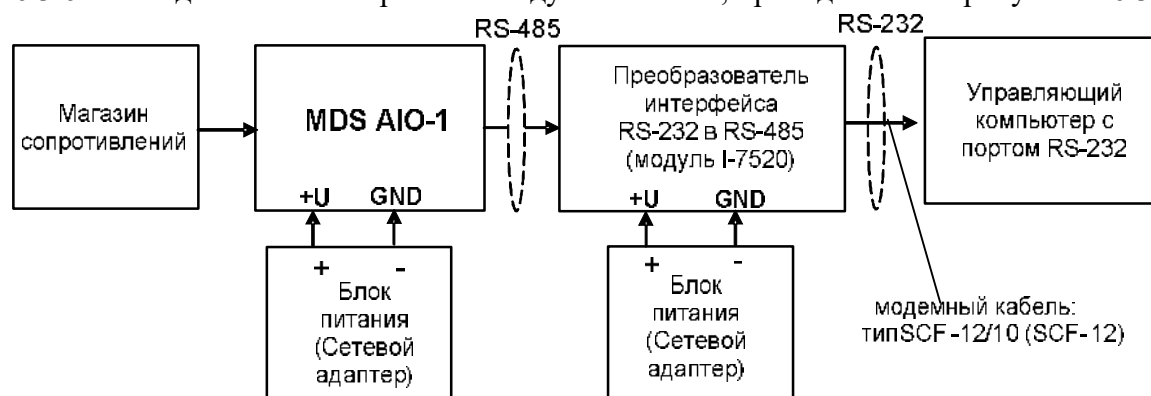 RS-485
RS-232
Магазин
сопротивлений
MDS AIO-1
+U GND
Преобразователь
интерфейса
RS-232 в RS-485
(модуль I-7520)
+U GND
Управляющий
компьютер с
портом RS-232
+ -
Блок
питания
(Сетевой
адаптер)
+ -
Блок
питания
(Сетевой
адаптер)
модемный кабель:
типSCF-12/10 (SCF-12)